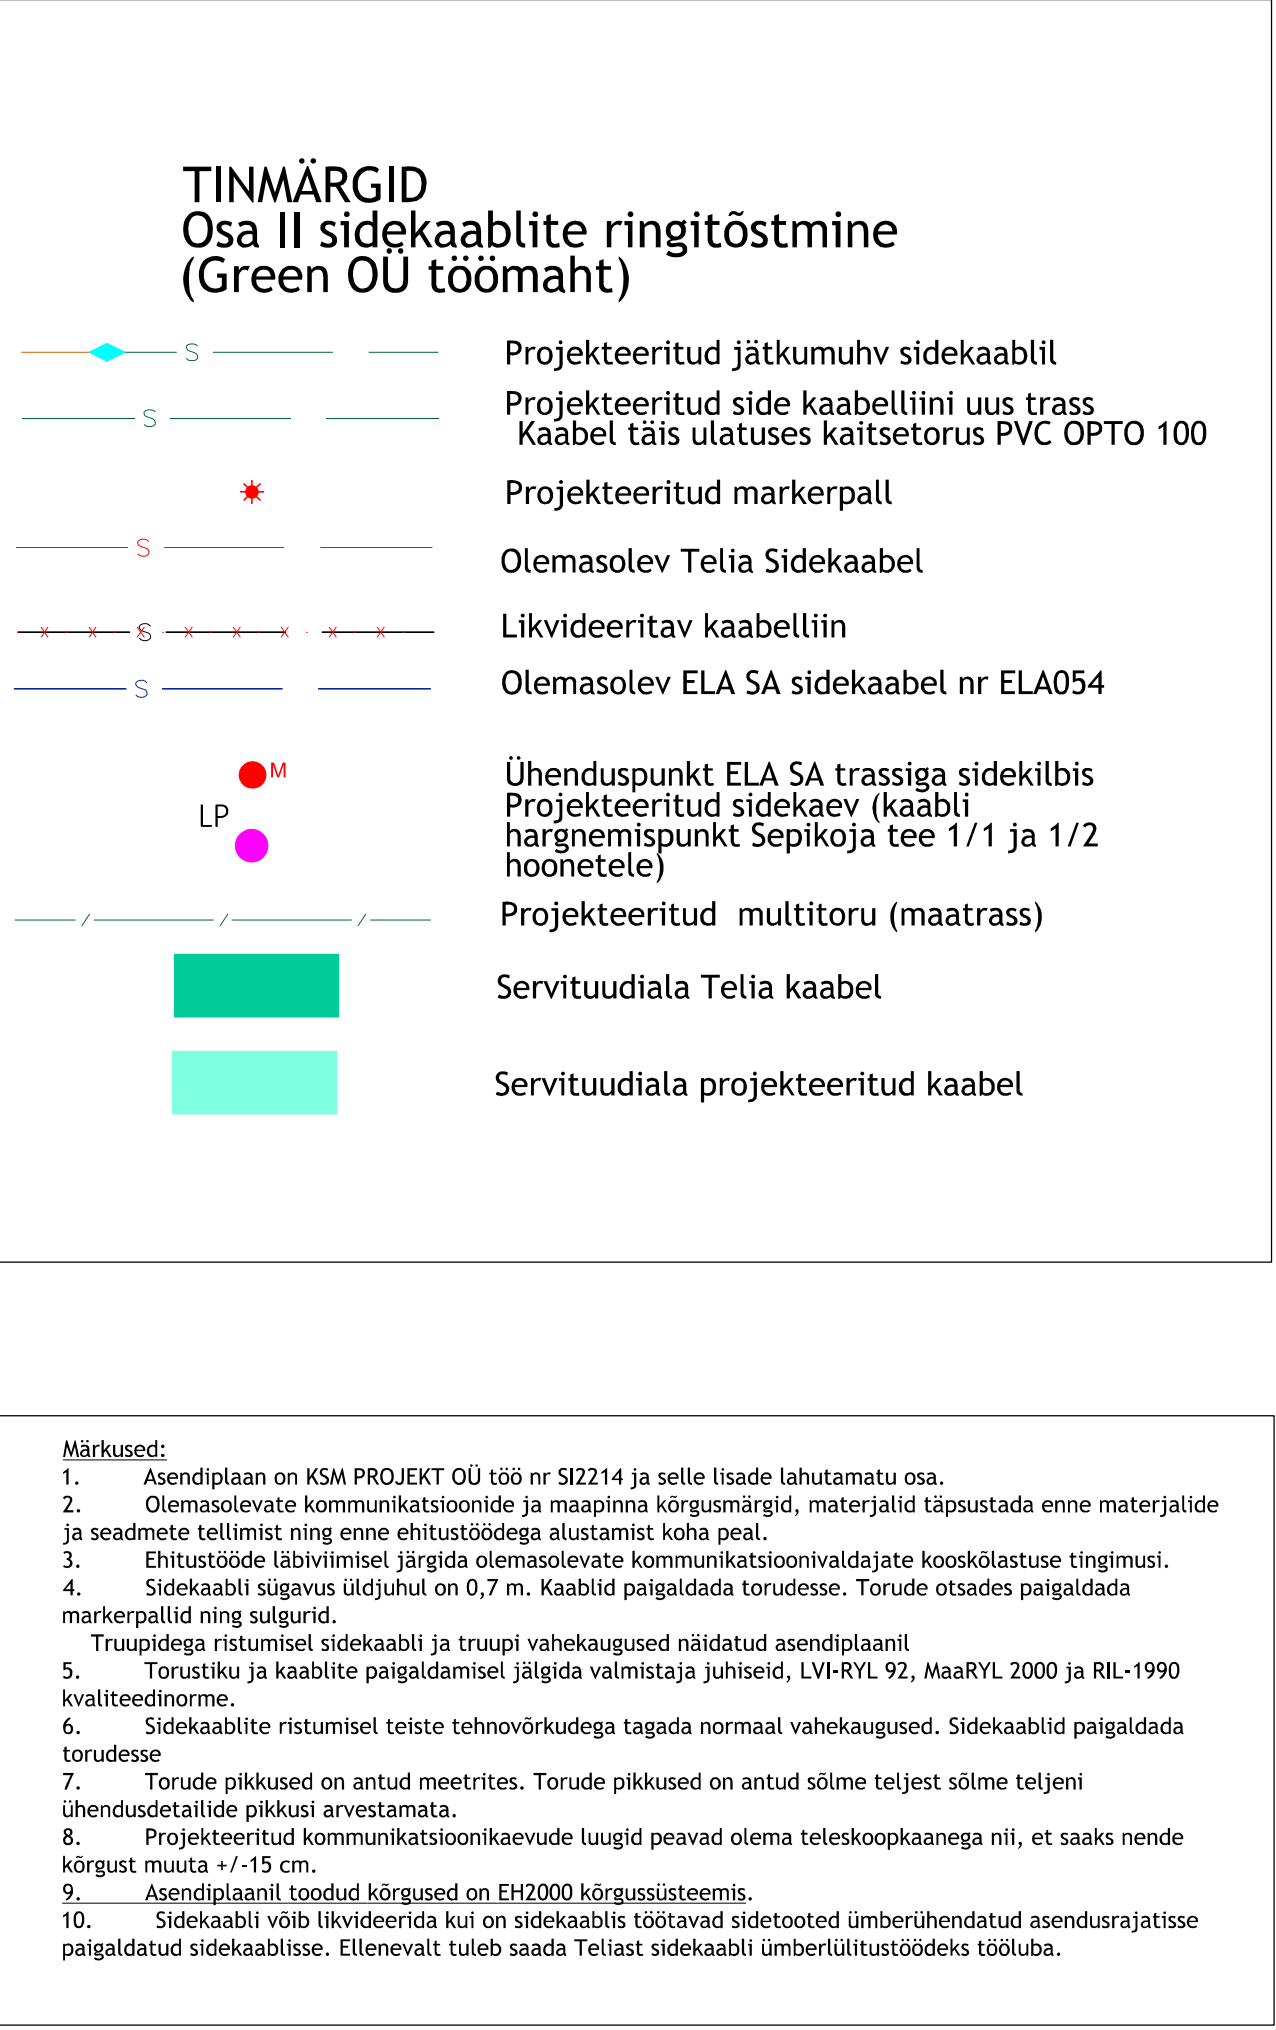 TINMÄRGID
Osa II sidekaablite ringitõstmine
(Green OÜ töömaht)
S Projekteeritud jätkumuhv sidekaablil
S Projekteeritud side kaabelliini uus trass
Kaabel täis ulatuses kaitsetorus PVC OPTO 100
Projekteeritud markerpall
S Olemasolev Telia Sidekaabel
x x x S x x x x x Likvideeritav kaabelliin
S Olemasolev ELA SA sidekaabel nr ELA054
M Ühenduspunkt ELA SA trassiga sidekilbis
LP Projekteeritud sidekaev (kaabli
hargnemispunkt Sepikoja tee 1/1 ja 1/2
hoonetele)
Projekteeritud multitoru (maatrass)
Servituudiala Telia kaabel
Servituudiala projekteeritud kaabel
Märkused:
1. Asendiplaan on KSM PROJEKT OÜ töö nr SI2214 ja selle lisade lahutamatu osa.
2. Olemasolevate kommunikatsioonide ja maapinna kõrgusmärgid, materjalid täpsustada enne materjalide
ja seadmete tellimist ning enne ehitustöödega alustamist koha peal.
3. Ehitustööde läbiviimisel järgida olemasolevate kommunikatsioonivaldajate kooskõlastuse tingimusi.
4. Sidekaabli sügavus üldjuhul on 0,7 m. Kaablid paigaldada torudesse. Torude otsades paigaldada
markerpallid ning sulgurid.
Truupidega ristumisel sidekaabli ja truupi vahekaugused näidatud asendiplaanil
5. Torustiku ja kaablite paigaldamisel jälgida valmistaja juhiseid, LVI-RYL 92, MaaRYL 2000 ja RIL-1990
kvaliteedinorme.
6. Sidekaablite ristumisel teiste tehnovõrkudega tagada normaal vahekaugused. Sidekaablid paigaldada
torudesse
7. Torude pikkused on antud meetrites. Torude pikkused on antud sõlme teljest sõlme teljeni
ühendusdetailide pikkusi arvestamata.
8. Projekteeritud kommunikatsioonikaevude luugid peavad olema teleskoopkaanega nii, et saaks nende
kõrgust muuta +/-15 cm.
9. Asendiplaanil toodud kõrgused on EH2000 kõrgussüsteemis.
10. Sidekaabli võib likvideerida kui on sidekaablis töötavad sidetooted ümberühendatud asendusrajatisse
paigaldatud sidekaablisse. Ellenevalt tuleb saada Teliast sidekaabli ümberlülitustöödeks tööluba.